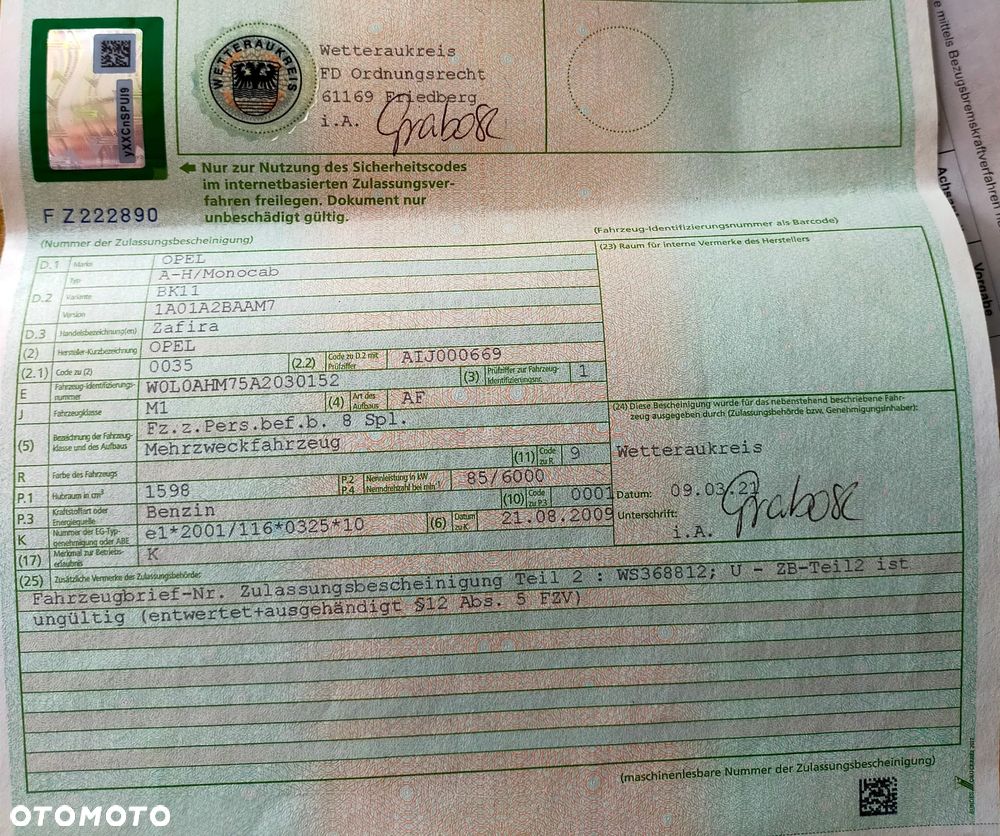 yXXCnSPUI9
WETTERAUKREIS
Wetteraukreis
FD Ordnungsrecht
61169 Friedberg
i.A. Grabosc
Nur zur Nutzung des Sicherheitscodes
im internetbasierten Zulassungsver-
fahren freilegen. Dokument nur
unbeschädigt gültig.
FZ222890
(Nummer der Zulassungsbescheinigung)
(Fahrzeug-Identifizierungsnummer als Barcode)
D.1 Marke OPEL
D.2 Typ A-H/Monocab
Variante BK11
Version 1A01A2BAAM7
D.3 Handelsbezeichnung(en) Zafira
(2) Hersteller-Kurzbezeichnung OPEL
(2.1) Code zu (2) 0035 (2.2) Code zu D.2 mit Prüfziffer AIJ000669
E Fahrzeug-Identifizierungs-nummer W0L0AHM75A2030152 (3) Prüfziffer zur Fahrzeug-Identifizierungsnr. 1
J Fahrzeugklasse M1 (4) Art des Aufbaus AF
(5) Bezeichnung der Fahrzeug-klasse und des Aufbaus Fz.z.Pers.bef.b. 8 Spl.
Mehrzweckfahrzeug
R Farbe des Fahrzeugs (11) Code zu R 9
P.1 Hubraum in cm³ 1598 P.2 P.4 Nennleistung in kW Nenndrehzahl bei min⁻¹ 85/6000
P.3 Kraftstoffart oder Energiequelle Benzin (10) Code zu P.3 0001
K Nummer der EG-Typ-genehmigung oder ABE e1*2001/116*0325*10 (6) Datum zu K 21.08.2009
(17) Merkmal zur Betriebs-erlaubnis K
(23) Raum für interne Vermerke des Herstellers
(24) Diese Bescheinigung wurde für das nebenstehend beschriebene Fahr-
zeug ausgegeben durch (Zulassungsbehörde bzw. Genehmigungsinhaber):
Wetteraukreis
Datum: 09.03.21
Unterschrift: Grabosc
i.A.
(25) Zusätzliche Vermerke der Zulassungsbehörde:
Fahrzeugbrief-Nr. Zulassungsbescheinigung Teil 2 : WS368812; U - ZB-Teil2 ist
ungültig (entwertet+ausgehändigt §12 Abs. 5 FZV)
(maschinenlesbare Nummer der Zulassungsbescheinigung)
mittels Bezugsbremskraftverfahren
Vorgabe
OTOMOTO